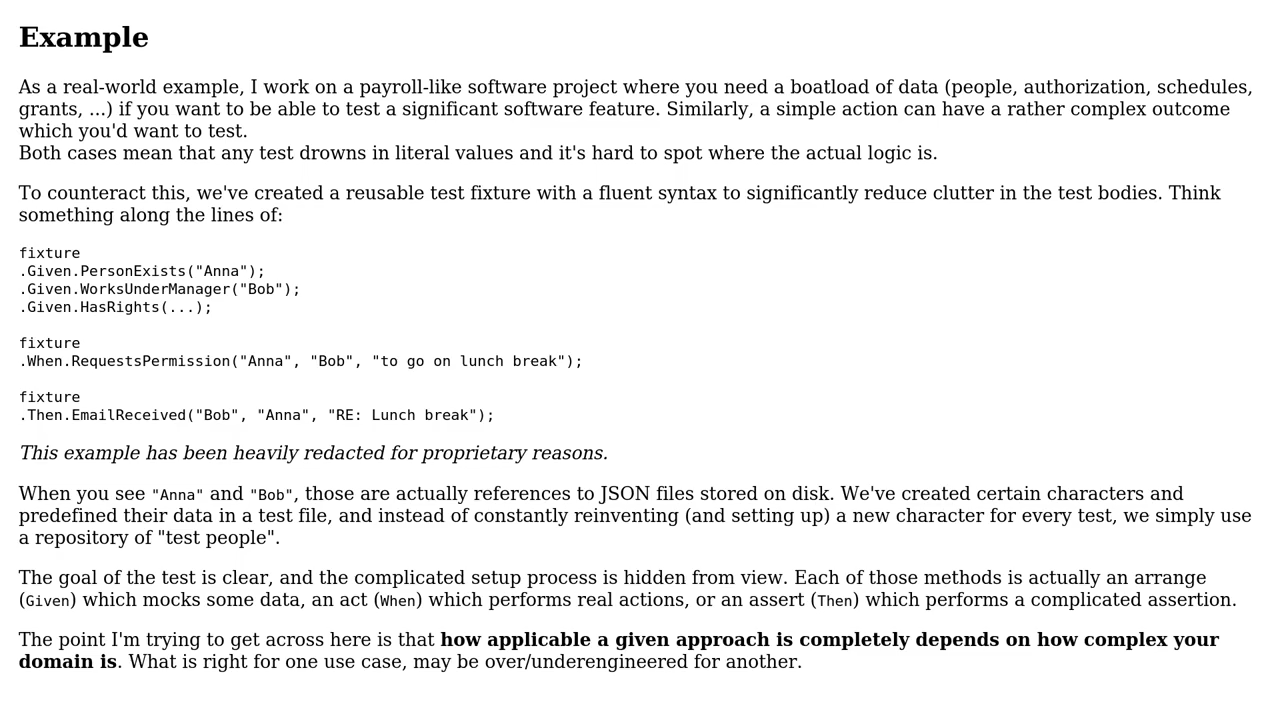 Example
As a real-world example, I work on a payroll-like software project where you need a boatload of data (people, authorization, schedules,
grants, ...) if you want to be able to test a significant software feature. Similarly, a simple action can have a rather complex outcome
which you'd want to test.
Both cases mean that any test drowns in literal values and it's hard to spot where the actual logic is.
To counteract this, we've created a reusable test fixture with a fluent syntax to significantly reduce clutter in the test bodies. Think
something along the lines of:
fixture
.Given.PersonExists("Anna");
.Given.WorksUnderManager("Bob");
.Given.HasRights(...);
fixture
.When.RequestsPermission("Anna", "Bob", "to go on lunch break");
fixture
.Then.EmailReceived("Bob", "Anna", "RE: Lunch break");
This example has been heavily redacted for proprietary reasons.
When you see "Anna" and "Bob", those are actually references to JSON files stored on disk. We've created certain characters and
predefined their data in a test file, and instead of constantly reinventing (and setting up) a new character for every test, we simply use
a repository of "test people".
The goal of the test is clear, and the complicated setup process is hidden from view. Each of those methods is actually an arrange
(Given) which mocks some data, an act (When) which performs real actions, or an assert (Then) which performs a complicated assertion.
The point I'm trying to get across here is that how applicable a given approach is completely depends on how complex your
domain is. What is right for one use case, may be over/underengineered for another.